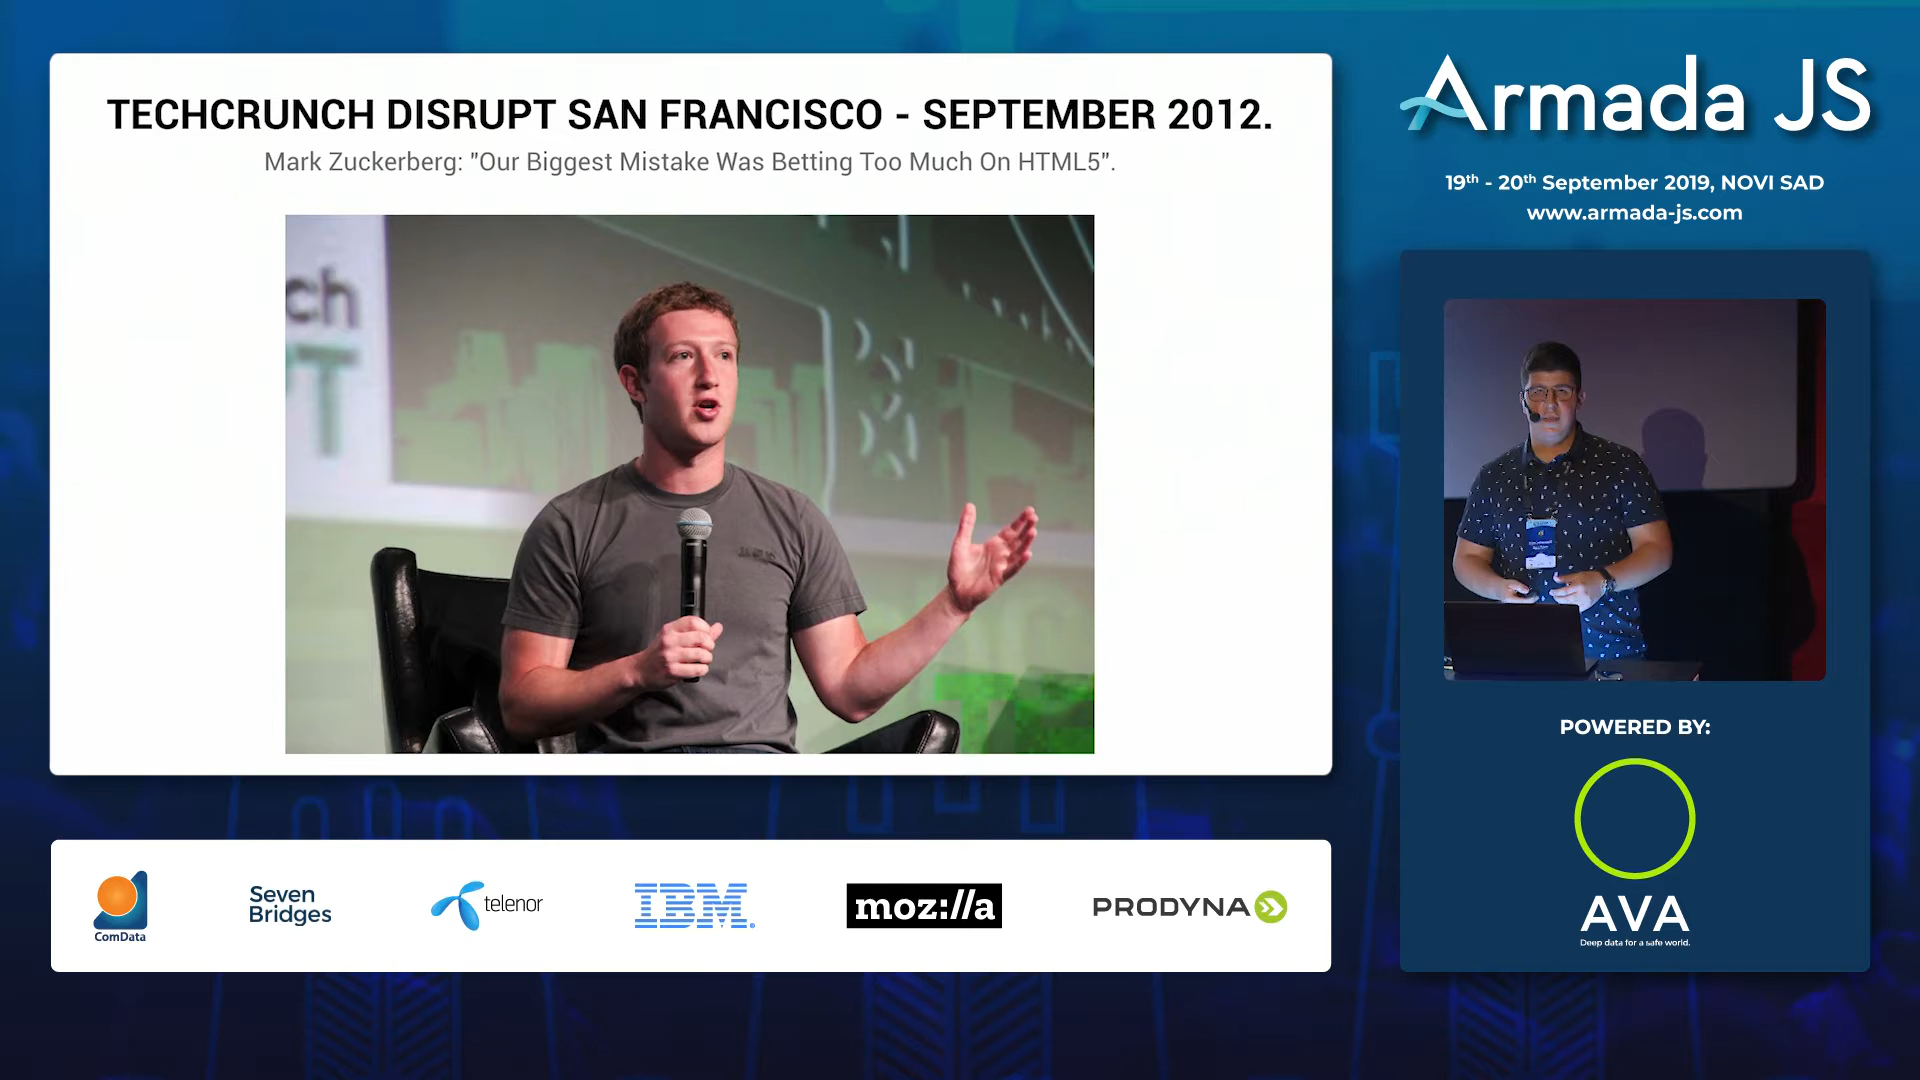 TECHCRUNCH DISRUPT SAN FRANCISCO - SEPTEMBER 2012.
Mark Zuckerberg: "Our Biggest Mistake Was Betting Too Much On HTML5".
ch
PT
Armada JS
19th - 20th September 2019, NOVI SAD
www.armada-js.com
POWERED BY:
AVA
Deep data for a safe world.
ComData
Seven
Bridges
telenor
IBM
moz://a
PRODYNA